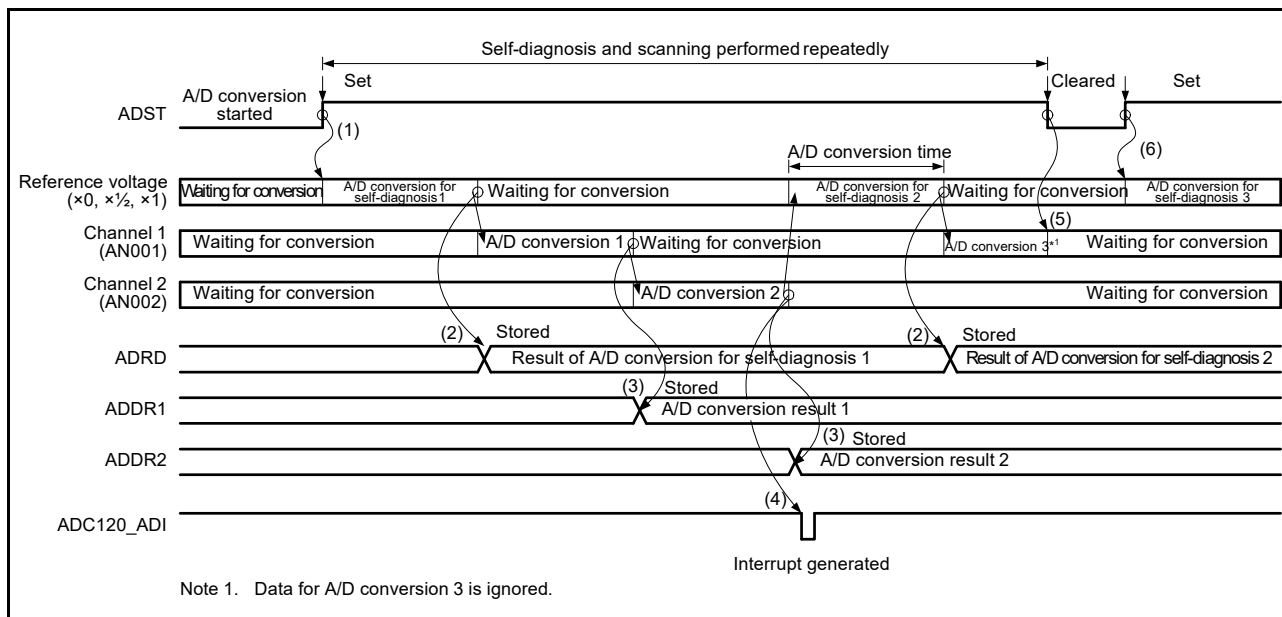 Self-diagnosis and scanning performed repeatedly
Set
Cleared
Set
A/D conversion
started
ADST
(1)
A/D conversion time
(6)
Reference voltage
(×0, ×½, ×1)
Waiting for conversion
A/D conversion for
self-diagnosis 1
Waiting for conversion
A/D conversion for
self-diagnosis 2
Waiting for conversion
A/D conversion for
self-diagnosis 3
(5)
Channel 1
(AN001)
Waiting for conversion
A/D conversion 1
Waiting for conversion
A/D conversion 3*1
Waiting for conversion
Channel 2
(AN002)
Waiting for conversion
A/D conversion 2
Waiting for conversion
(2)
Stored
(2)
Stored
ADRD
Result of A/D conversion for self-diagnosis 1
Result of A/D conversion for self-diagnosis 2
(3)
Stored
ADDR1
A/D conversion result 1
(3)
Stored
ADDR2
A/D conversion result 2
(4)
ADC120_ADI
Interrupt generated
Note 1. Data for A/D conversion 3 is ignored.